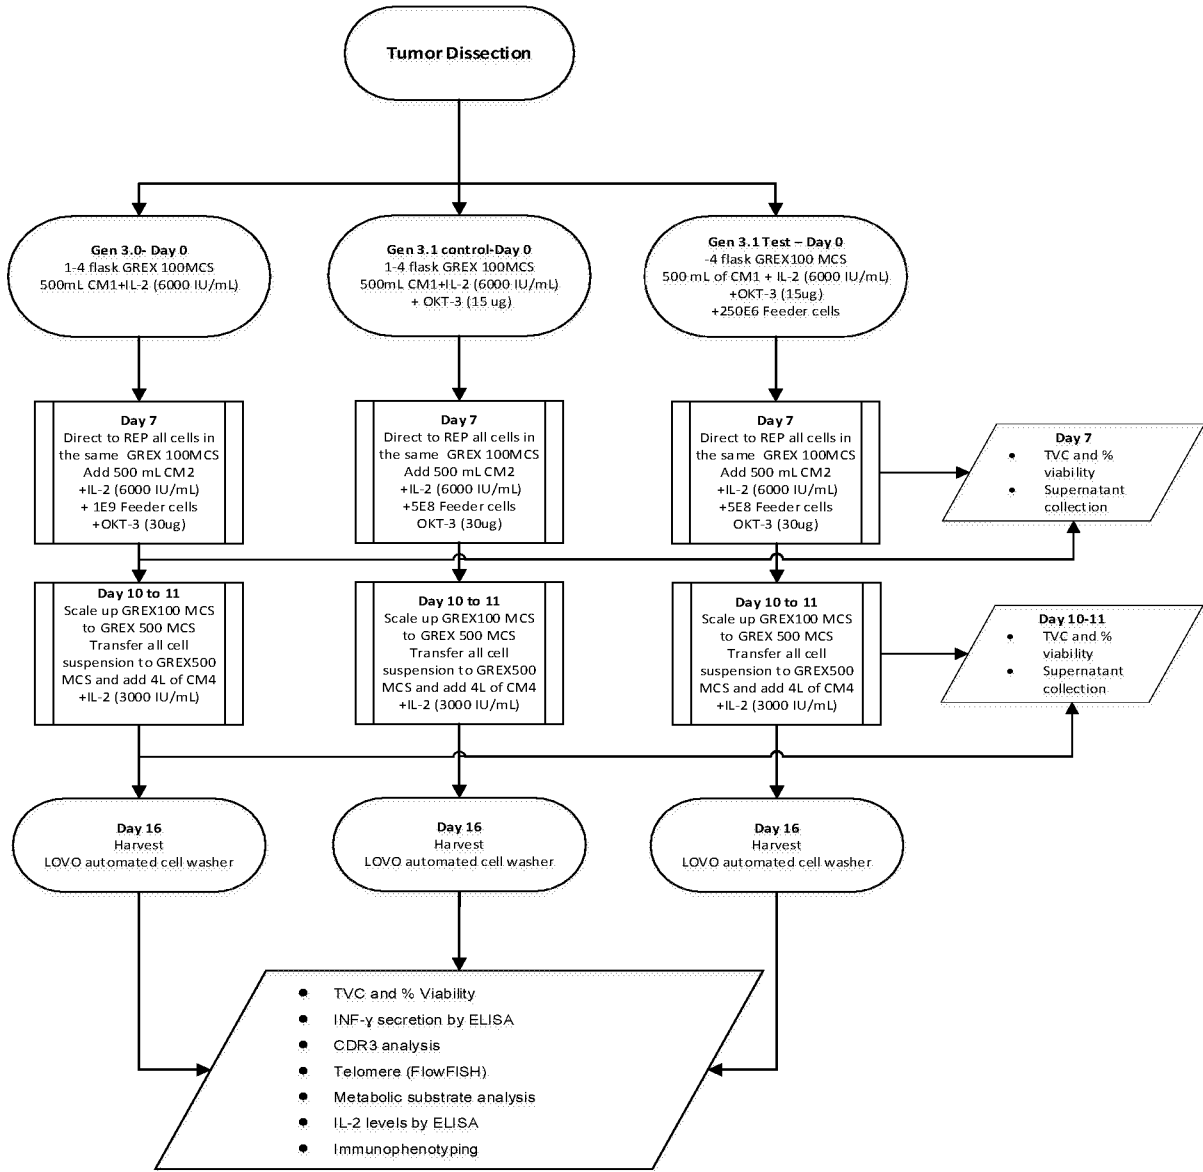 Tumor Dissection
Gen 3.0- Day 0
1-4 flask GREX 100MCS
500mL CM1+IL-2 (6000 IU/mL)
Gen 3.1 control-Day 0
1-4 flask GREX 100MCS
500mL CM1+IL-2 (6000 IU/mL)
+ OKT-3 (15 ug)
Gen 3.1 Test – Day 0
-4 flask GREX100 MCS
500 mL of CM1 + IL-2 (6000 IU/mL)
+OKT-3 (15ug)
+250E6 Feeder cells
Day 7
Direct to REP all cells in
the same GREX 100MCS
Add 500 mL CM2
+IL-2 (6000 IU/mL)
+ 1E9 Feeder cells
+OKT-3 (30ug)
Day 7
Direct to REP all cells in
the same GREX 100MCS
Add 500 mL CM2
+IL-2 (6000 IU/mL)
+5E8 Feeder cells
OKT-3 (30ug)
Day 7
Direct to REP all cells in
the same GREX 100MCS
Add 500 mL CM2
+IL-2 (6000 IU/mL)
+5E8 Feeder cells
OKT-3 (30ug)
Day 7
● TVC and %
viability
● Supernatant
collection
Day 10 to 11
Scale up GREX100 MCS
to GREX 500 MCS
Transfer all cell
suspension to GREX500
MCS and add 4L of CM4
+IL-2 (3000 IU/mL)
Day 10 to 11
Scale up GREX100 MCS
to GREX 500 MCS
Transfer all cell
suspension to GREX500
MCS and add 4L of CM4
+IL-2 (3000 IU/mL)
Day 10 to 11
Scale up GREX100 MCS
to GREX 500 MCS
Transfer all cell
suspension to GREX500
MCS and add 4L of CM4
+IL-2 (3000 IU/mL)
Day 10-11
● TVC and %
viability
● Supernatant
collection
Day 16
Harvest
LOVO automated cell washer
Day 16
Harvest
LOVO automated cell washer
Day 16
Harvest
LOVO automated cell washer
● TVC and % Viability
● INF-ɣ secretion by ELISA
● CDR3 analysis
● Telomere (FlowFISH)
● Metabolic substrate analysis
● IL-2 levels by ELISA
● Immunophenotyping